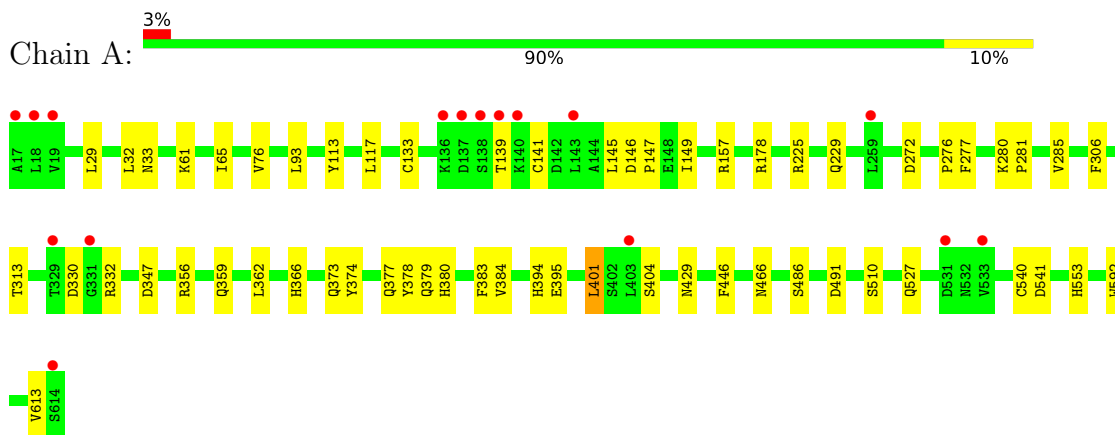 3%
Chain A:
90% 10%
A17 L18 V19 L29 L32 N33 K61 I65 V76 L93 Y113 L117 C133 K136 D137 S138 T139 K140 C141 D142 L143 A144 L145 D146 P147 E148 I149 R157 R178 R225 Q229 L259 D272 P276 F277 K280 P281 V285 F306
T313 T329 D330 G331 R332 D347 R356 Q359 L362 H366 Q373 Y374 Q377 Y378 Q379 H380 F383 V384 H394 E395 L401 S402 L403 S404 N429 F446 N466 S486 D491 S510 Q527 D531 N532 V533 C540 D541 H553
V613 S614